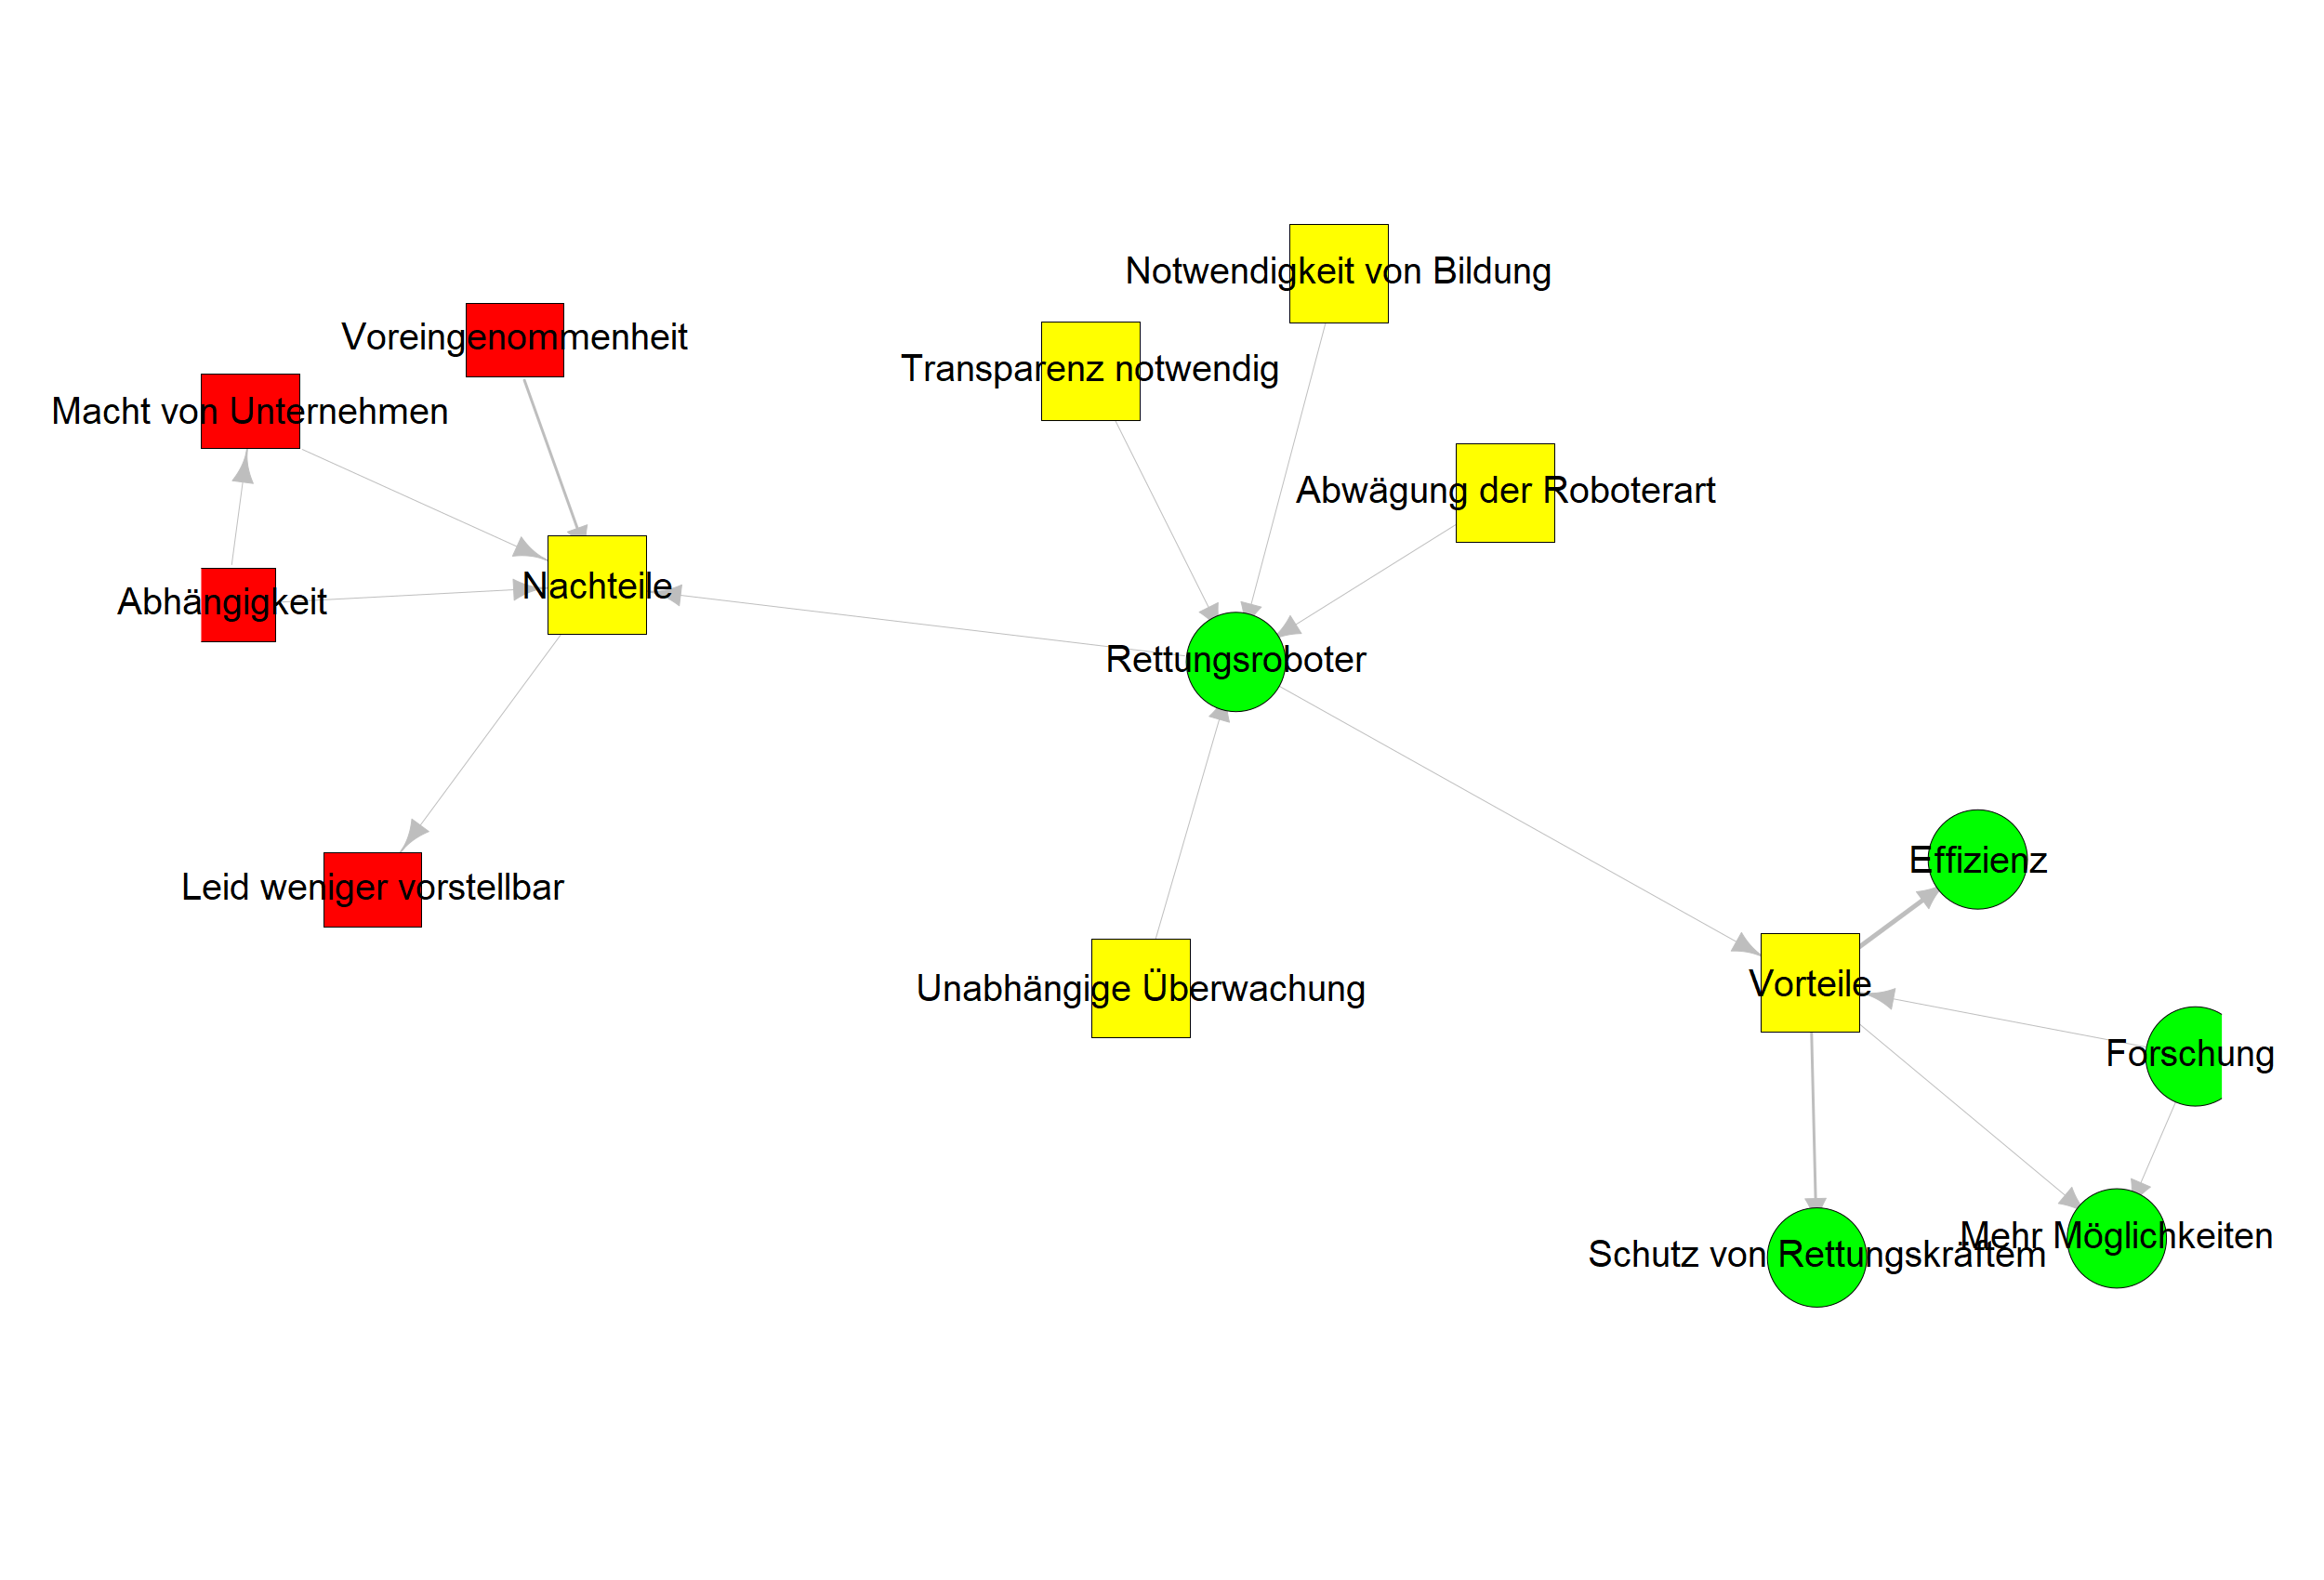 Notwendigkeit von Bildung
Voreingenommenheit
Transparenz notwendig
Macht von Unternehmen
Abwägung der Roboterart
Nachteile
Abhängigkeit
Rettungsroboter
Effizienz
Leid weniger vorstellbar
Vorteile
Unabhängige Überwachung
Forschung
Mehr Möglichkeiten
Schutz von Rettungskräftem